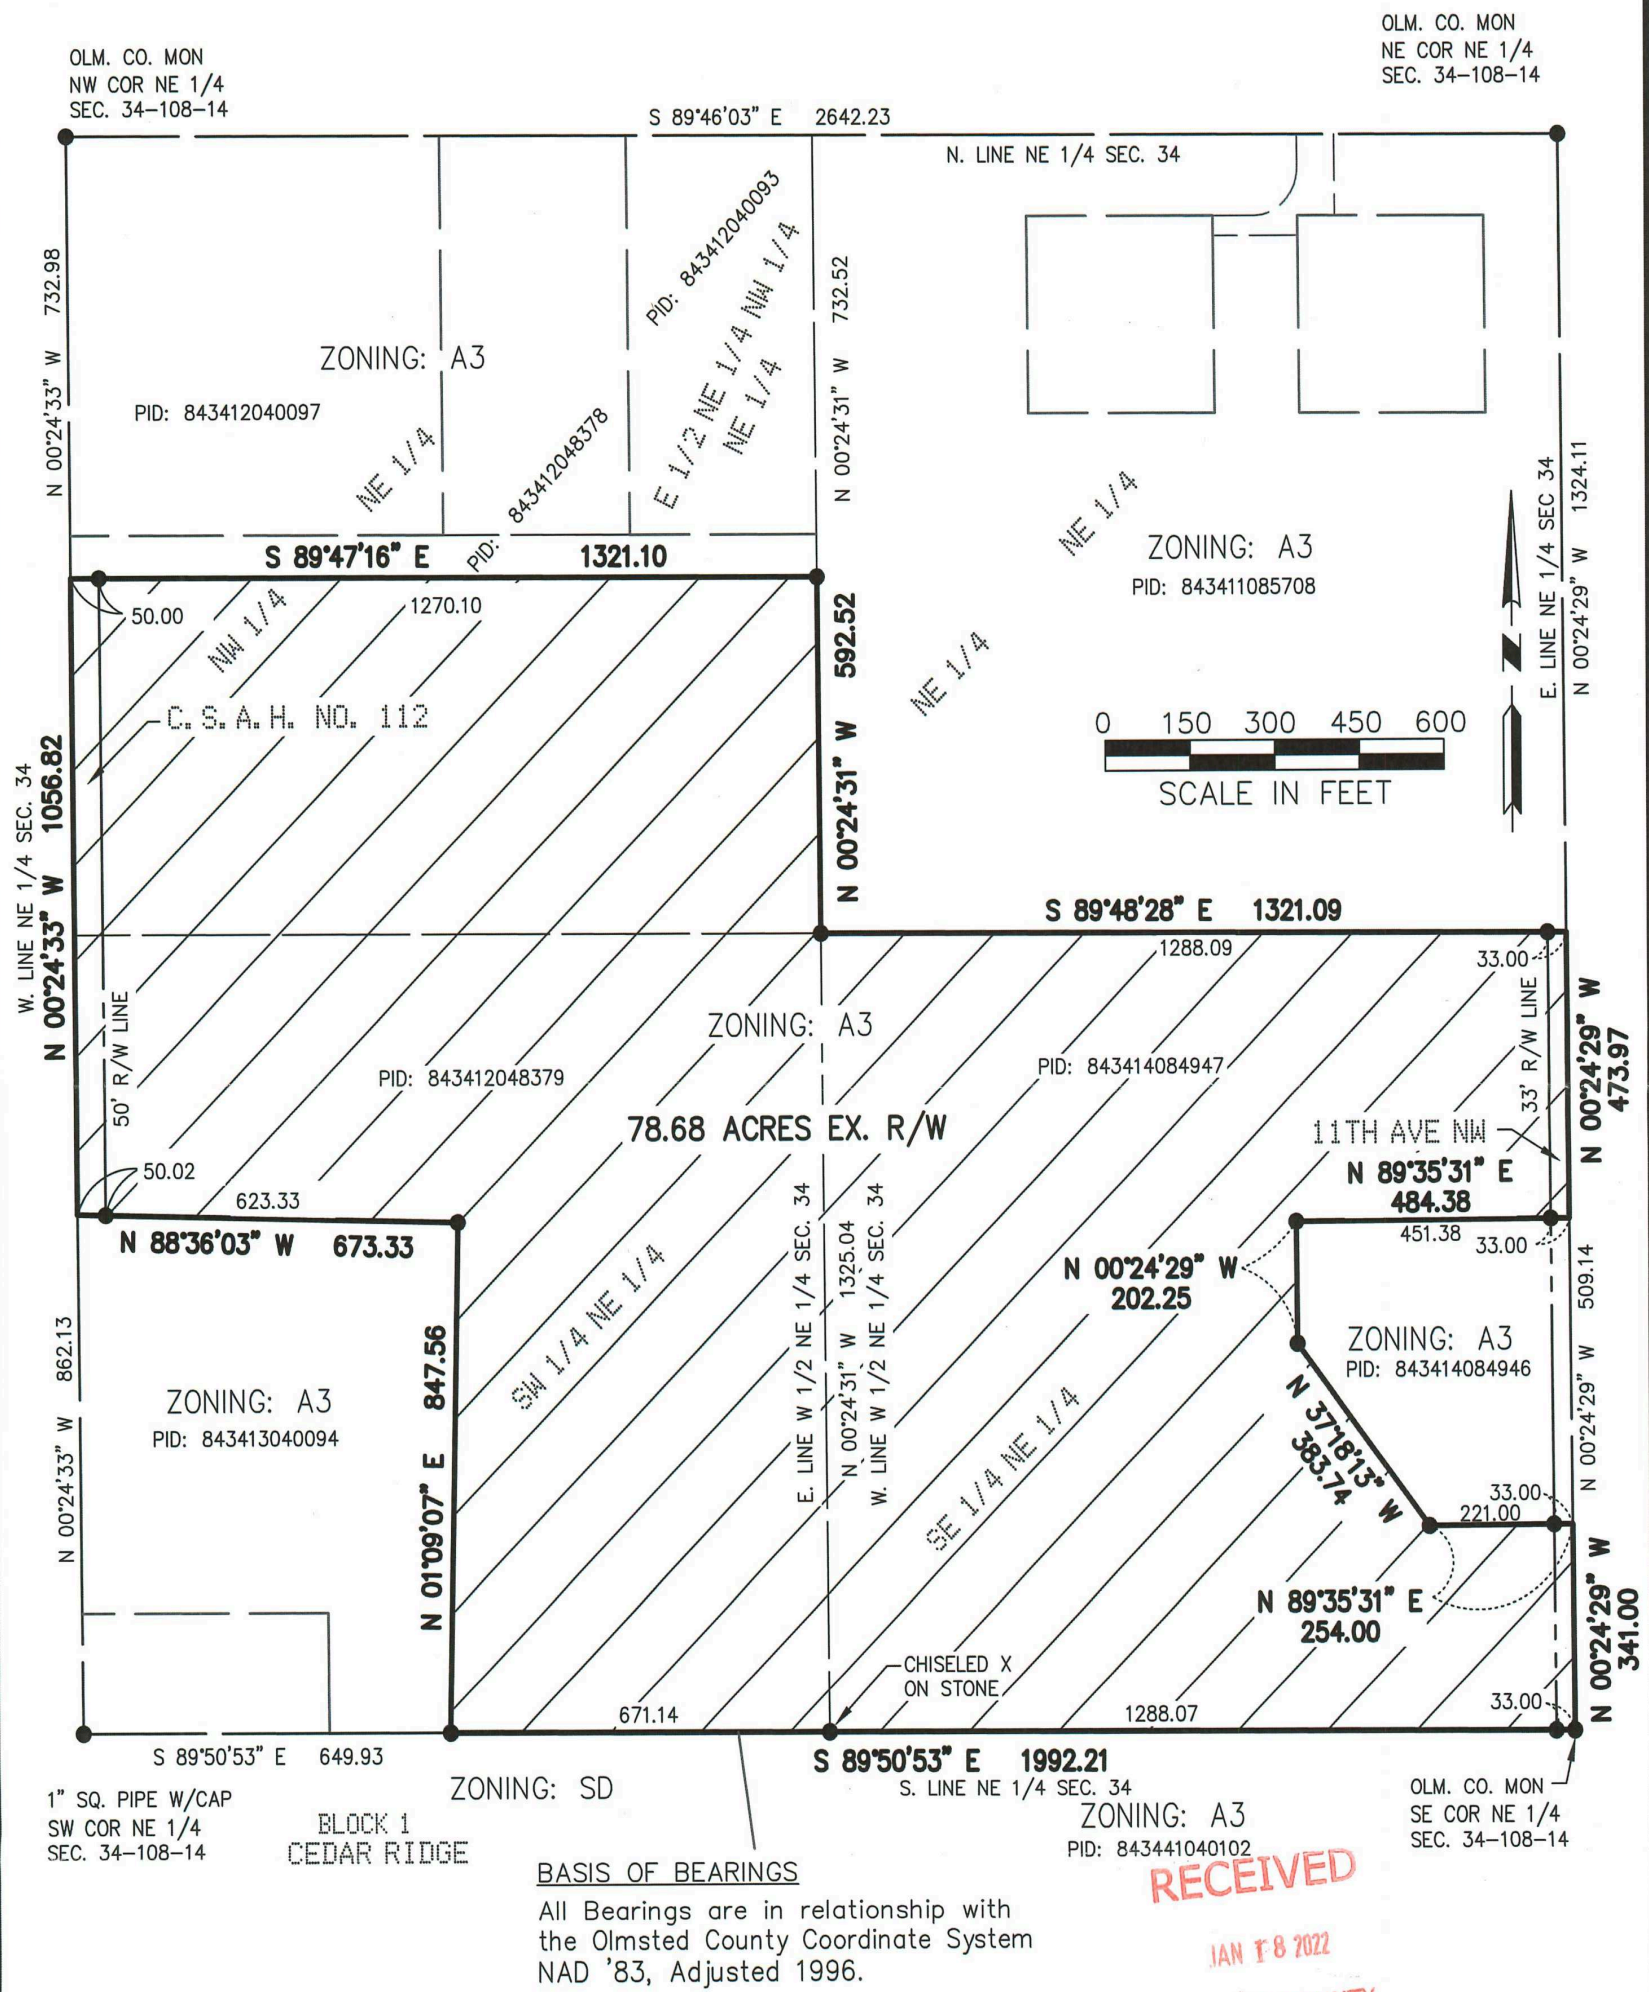 OLM. CO. MON
NW COR NE 1/4
SEC. 34-108-14
OLM. CO. MON
NE COR NE 1/4
SEC. 34-108-14
S 89°46'03" E 2642.23
N. LINE NE 1/4 SEC. 34
N 00°24'33" W 732.98
ZONING: A3
PID: 843412040097
NE 1/4
PID: 843412048378
PID: 843412040093
E 1/2 NE 1/4 NW 1/4
NE 1/4
N 00°24'31" W 732.52
NE 1/4
ZONING: A3
PID: 843411085708
NE 1/4
E. LINE NE 1/4 SEC 34
N 00°24'29" W 1324.11
N
0 150 300 450 600
SCALE IN FEET
S 89°47'16" E 1321.10
50.00
1270.10
NW 1/4
C.S.A.H. NO. 112
W. LINE NE 1/4 SEC. 34
N 00°24'33" W 1056.82
N 00°24'31" W 592.52
S 89°48'28" E 1321.09
1288.09
33.00
50' R/W LINE
ZONING: A3
PID: 843412048379
PID: 843414084947
78.68 ACRES EX. R/W
33' R/W LINE
N 00°24'29" W
473.97
11TH AVE NW
N 89°35'31" E
484.38
451.38
33.00
50.02
623.33
N 88°36'03" W 673.33
E. LINE W 1/2 NE 1/4 SEC. 34
N 00°24'31" W 1325.04
W. LINE W 1/2 NE 1/4 SEC. 34
N 00°24'29" W
202.25
SW 1/4 NE 1/4
N 00°24'33" W 862.13
ZONING: A3
PID: 843413040094
N 01°09'07" E 847.56
SE 1/4 NE 1/4
ZONING: A3
PID: 843414084946
N 37°18'13" W
383.74
N 00°24'29" W 509.14
33.00
221.00
N 89°35'31" E
254.00
N 00°24'29" W
341.00
CHISELED X
ON STONE
671.14
1288.07
33.00
S 89°50'53" E 649.93
S 89°50'53" E 1992.21
S. LINE NE 1/4 SEC. 34
1" SQ. PIPE W/CAP
SW COR NE 1/4
SEC. 34-108-14
BLOCK 1
CEDAR RIDGE
ZONING: SD
ZONING: A3
PID: 843441040102
OLM. CO. MON
SE COR NE 1/4
SEC. 34-108-14
BASIS OF BEARINGS
All Bearings are in relationship with
the Olmsted County Coordinate System
NAD '83, Adjusted 1996.
RECEIVED
JAN 18 2022